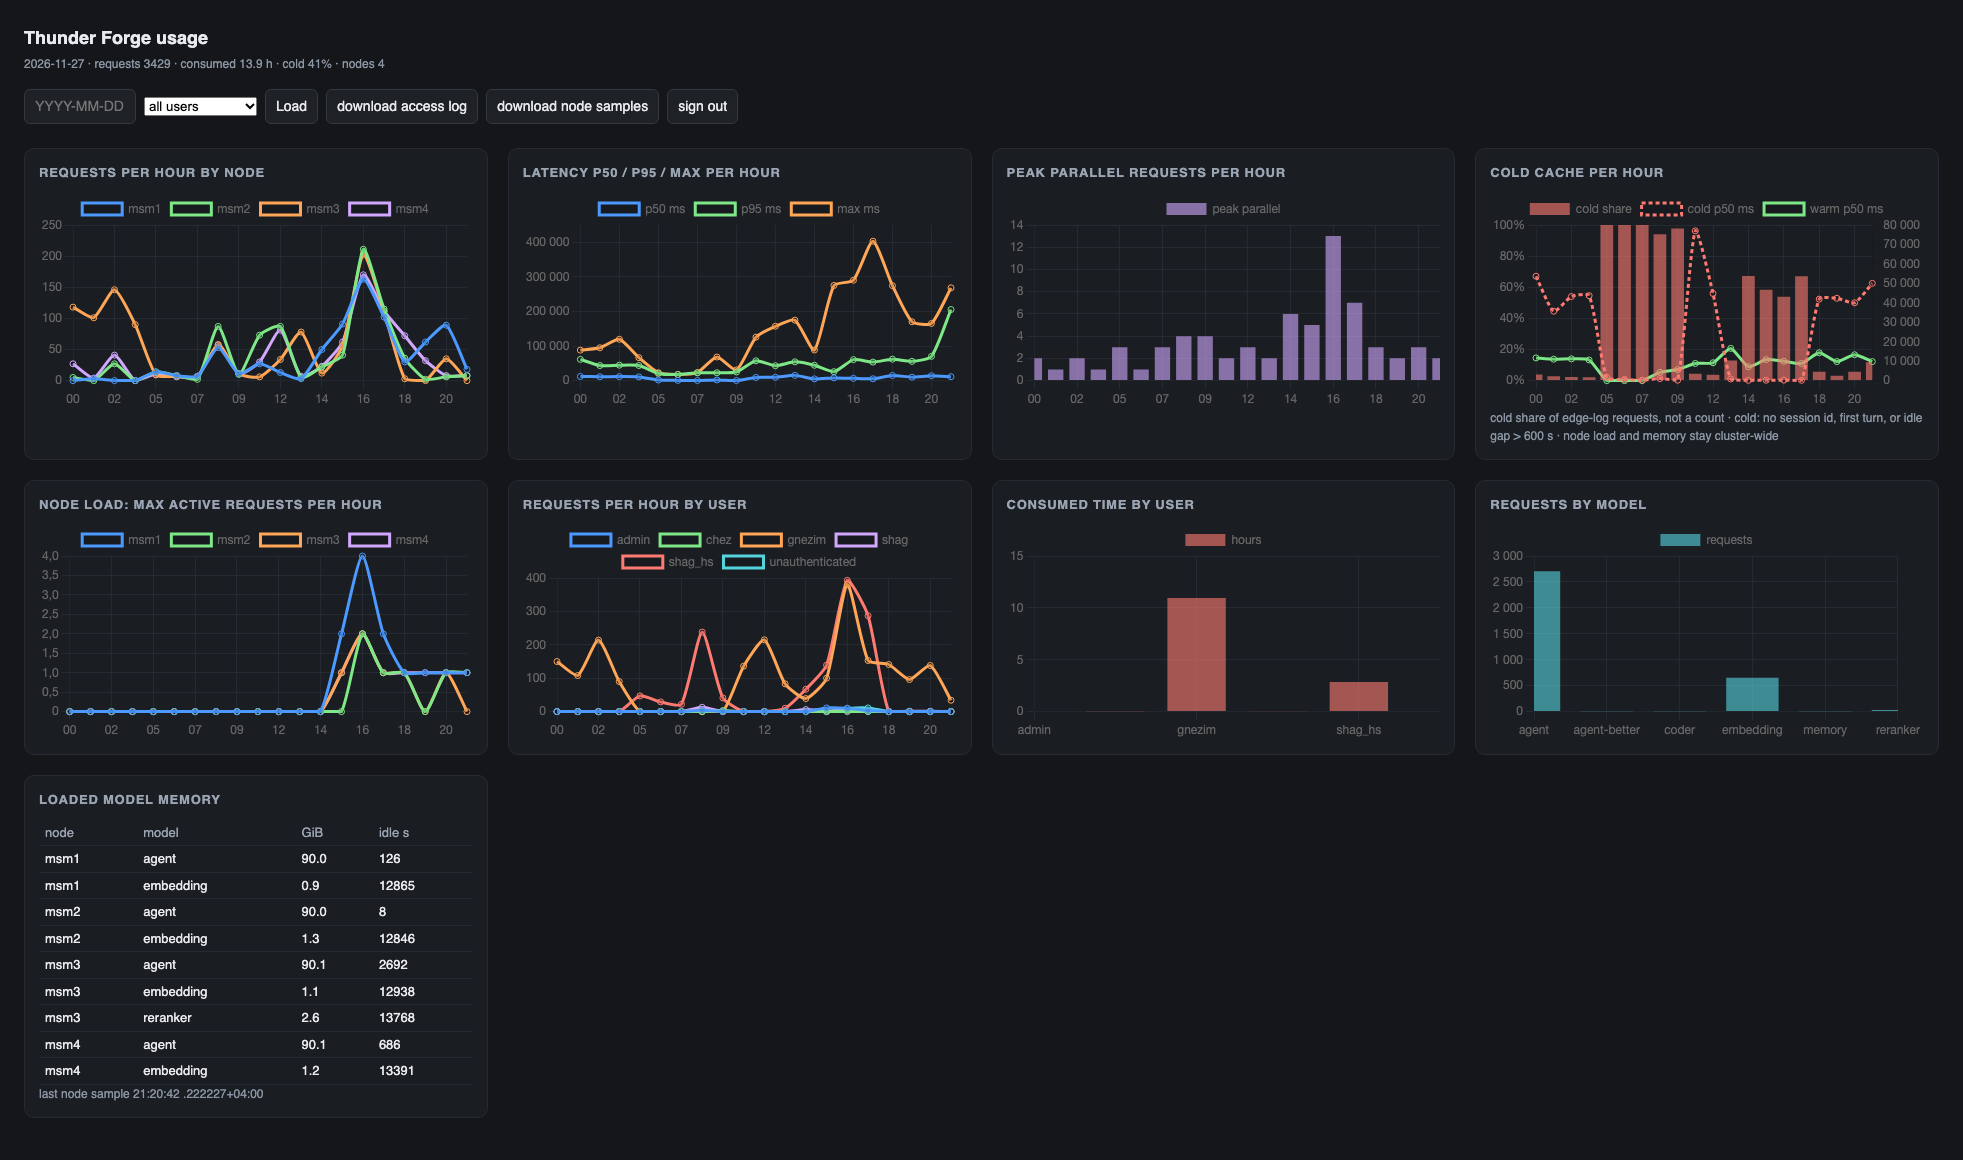 Thunder Forge usage
2026-11-27 · requests 3429 · consumed 13.9 h · cold 41% · nodes 4
YYYY-MM-DD all users Load download access log download node samples sign out
REQUESTS PER HOUR BY NODE
msm1 msm2 msm3 msm4
250
200
150
100
50
0
00 02 05 07 09 12 14 16 18 20
LATENCY P50 / P95 / MAX PER HOUR
p50 ms p95 ms max ms
400 000
300 000
200 000
100 000
0
00 02 05 07 09 12 14 16 18 20
PEAK PARALLEL REQUESTS PER HOUR
peak parallel
14
12
10
8
6
4
2
0
00 02 05 07 09 12 14 16 18 20
COLD CACHE PER HOUR
cold share cold p50 ms warm p50 ms
100% 80 000
70 000
80% 60 000
50 000
60% 40 000
40% 30 000
20 000
20% 10 000
0% 0
00 02 05 07 09 12 14 16 18 20
cold share of edge-log requests, not a count · cold: no session id, first turn, or idle
gap > 600 s · node load and memory stay cluster-wide
NODE LOAD: MAX ACTIVE REQUESTS PER HOUR
msm1 msm2 msm3 msm4
4,0
3,5
3,0
2,5
2,0
1,5
1,0
0,5
0
00 02 05 07 09 12 14 16 18 20
REQUESTS PER HOUR BY USER
admin chez gnezim shag
shag_hs unauthenticated
400
300
200
100
0
00 02 05 07 09 12 14 16 18 20
CONSUMED TIME BY USER
hours
15
10
5
0
admin gnezim shag_hs
REQUESTS BY MODEL
requests
3 000
2 500
2 000
1 500
1 000
500
0
agent agent-better coder embedding memory reranker
LOADED MODEL MEMORY
node model GiB idle s
msm1 agent 90.0 126
msm1 embedding 0.9 12865
msm2 agent 90.0 8
msm2 embedding 1.3 12846
msm3 agent 90.1 2692
msm3 embedding 1.1 12938
msm3 reranker 2.6 13768
msm4 agent 90.1 686
msm4 embedding 1.2 13391
last node sample 21:20:42 .222227+04:00